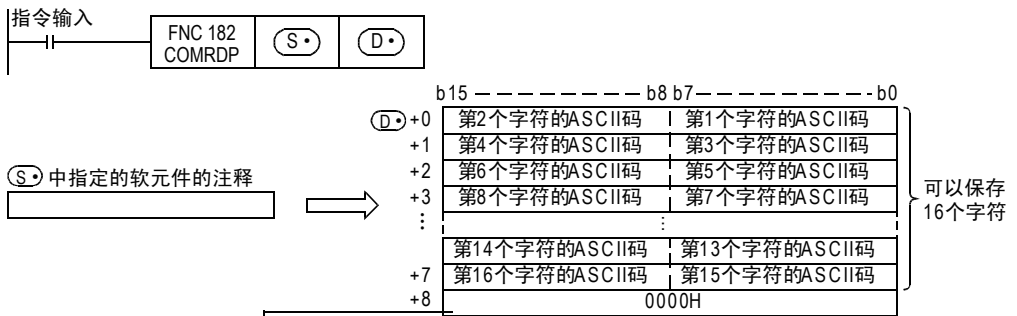 指令输入
FNC 182
COMRDP
S· D·
b15 b8 b7 b0
D· +0 第2个字符的ASCII码 第1个字符的ASCII码
+1 第4个字符的ASCII码 第3个字符的ASCII码
+2 第6个字符的ASCII码 第5个字符的ASCII码
S· 中指定的软元件的注释
+3 第8个字符的ASCII码 第7个字符的ASCII码
可以保存
16个字符
⋮ ⋮
第14个字符的ASCII码 第13个字符的ASCII码
+7 第16个字符的ASCII码 第15个字符的ASCII码
+8 0000H